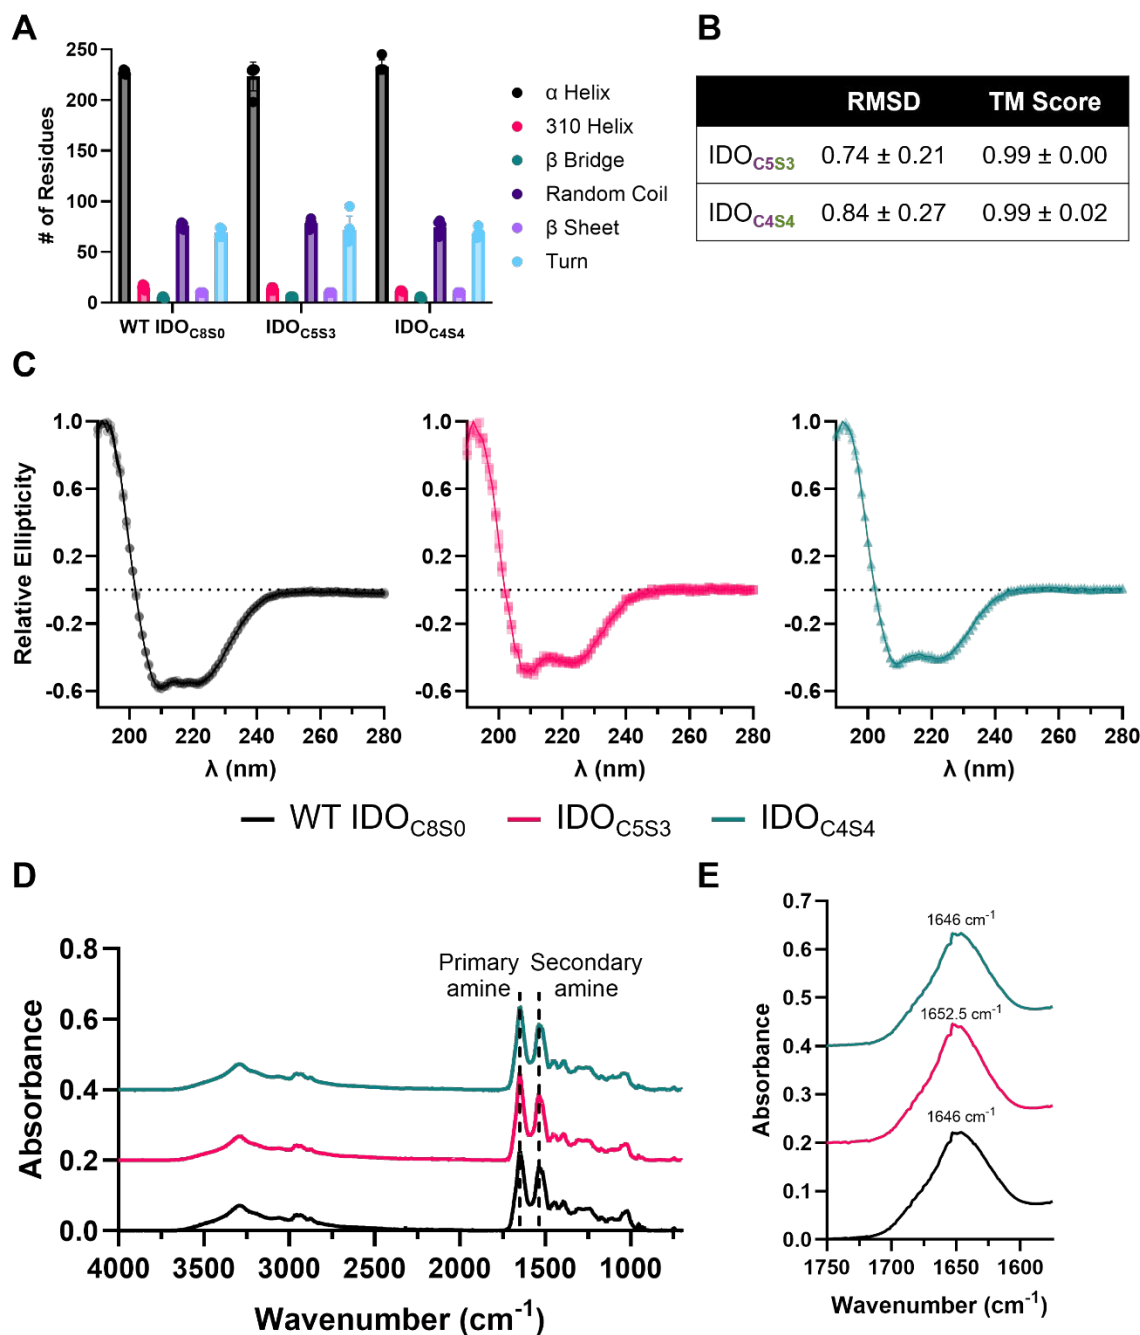 A
250
200
150
100
50
0
# of Residues
WT IDOC8S0
IDOC5S3
IDOC4S4
α Helix
310 Helix
β Bridge
Random Coil
β Sheet
Turn
B
RMSD TM Score
IDOC5S3 0.74 ± 0.21 0.99 ± 0.00
IDOC4S4 0.84 ± 0.27 0.99 ± 0.02
C
Relative Ellipticity
1.0
0.6
0.2
-0.2
-0.6
200 220 240 260 280
λ (nm)
1.0
0.6
0.2
-0.2
-0.6
200 220 240 260 280
λ (nm)
1.0
0.6
0.2
-0.2
-0.6
200 220 240 260 280
λ (nm)
WT IDOC8S0 IDOC5S3 IDOC4S4
D
Absorbance
0.8
0.6
0.4
0.2
0.0
Primary
amine
Secondary
amine
4000 3500 3000 2500 2000 1500 1000
Wavenumber (cm-1)
E
Absorbance
0.7
0.6
0.5
0.4
0.3
0.2
0.1
0.0
1646 cm-1
1652.5 cm-1
1646 cm-1
1750 1700 1650 1600
Wavenumber (cm-1)